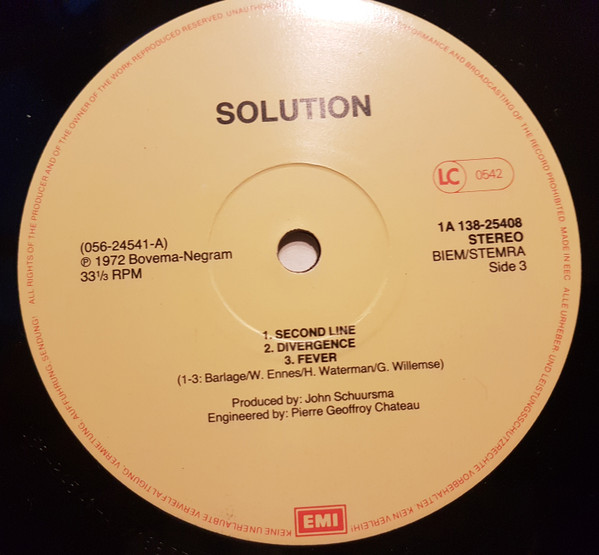 SOLUTION
LC 0542
(056-24541-A)
℗ 1972 Bovema-Negram
33⅓ RPM
1A 138-25408
STEREO
BIEM/STEMRA
Side 3
1. SECOND LINE
2. DIVERGENCE
3. FEVER
(1-3: Barlage/W. Ennes/H. Waterman/G. Willemse)
Produced by: John Schuursma
Engineered by: Pierre Geoffroy Chateau
EMI
ALL RIGHTS OF THE PRODUCER AND OF THE OWNER OF THE WORK REPRODUCED RESERVED. UNAUTHO
FORMANCE AND BROADCASTING OF THE RECORD PROHIBITED. MADE IN EEC. ALLE URHEBER- UND LEISTUNGSSCHUTZRECHTE VORBEHALTEN. KEIN VERLEIH!
KEINE UNERLAUBTE VERVIELFÄLTIGUNG, VERMIETUNG, AUFFÜHRUNG, SENDUNG!